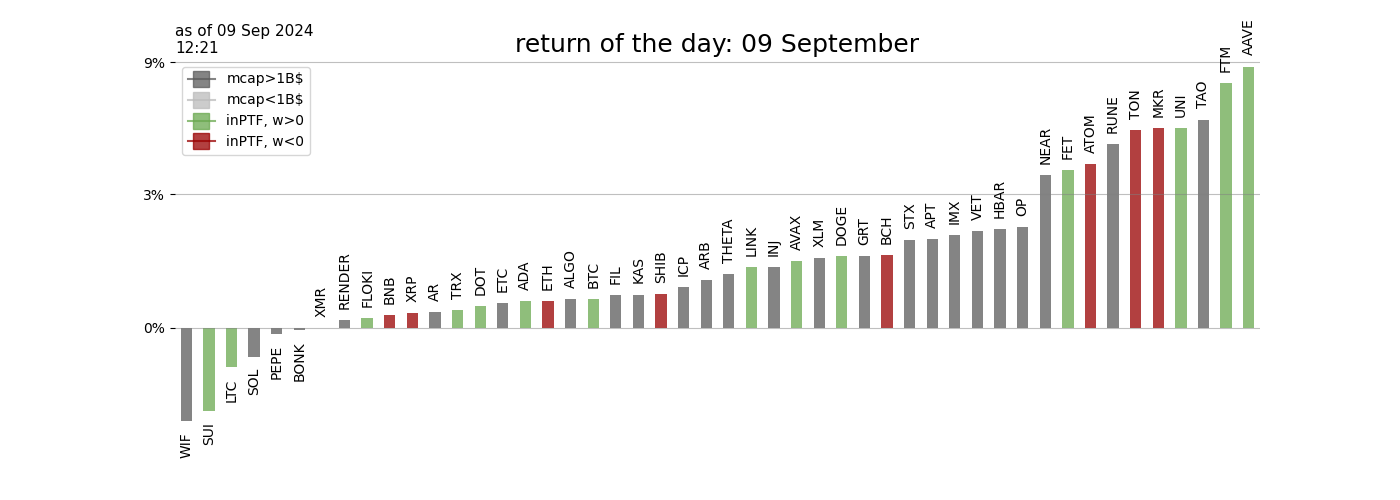 as of 09 Sep 2024
12:21
return of the day: 09 September
9%
3%
0%
mcap>1B$
mcap<1B$
inPTF, w>0
inPTF, w<0
WIF
SUI
LTC
SOL
PEPE
BONK
XMR
RENDER
FLOKI
BNB
XRP
AR
TRX
DOT
ETC
ADA
ETH
ALGO
BTC
FIL
KAS
SHIB
ICP
ARB
THETA
LINK
INJ
AVAX
XLM
DOGE
GRT
BCH
STX
APT
IMX
VET
HBAR
OP
NEAR
FET
ATOM
RUNE
TON
MKR
UNI
TAO
FTM
AAVE